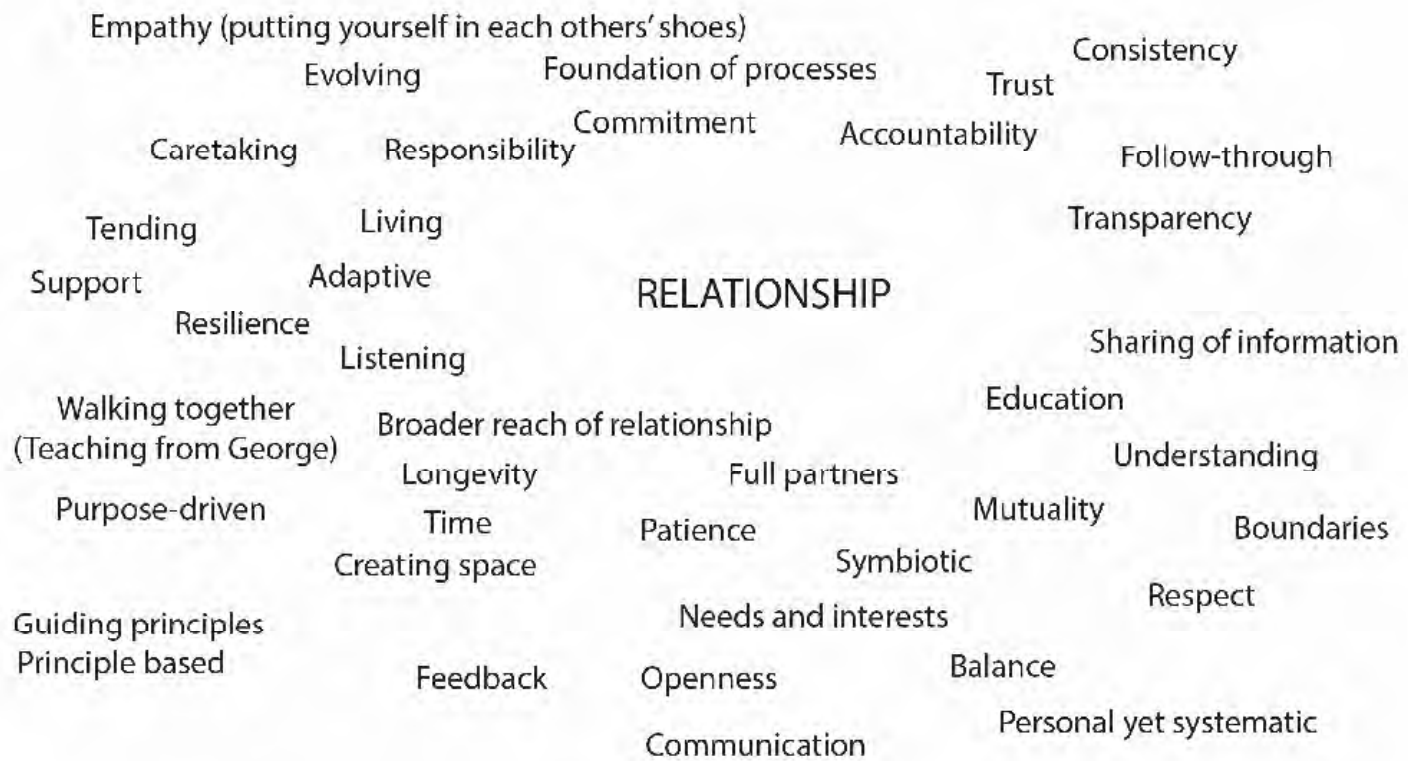 Empathy (putting yourself in each others' shoes)
Consistency
Evolving
Foundation of processes
Trust
Commitment
Accountability
Caretaking
Responsibility
Follow-through
Tending
Living
Transparency
Support
Adaptive
RELATIONSHIP
Resilience
Listening
Sharing of information
Education
Walking together
(Teaching from George)
Broader reach of relationship
Understanding
Longevity
Full partners
Purpose-driven
Time
Patience
Mutuality
Boundaries
Creating space
Symbiotic
Respect
Needs and interests
Guiding principles
Principle based
Feedback
Openness
Balance
Personal yet systematic
Communication